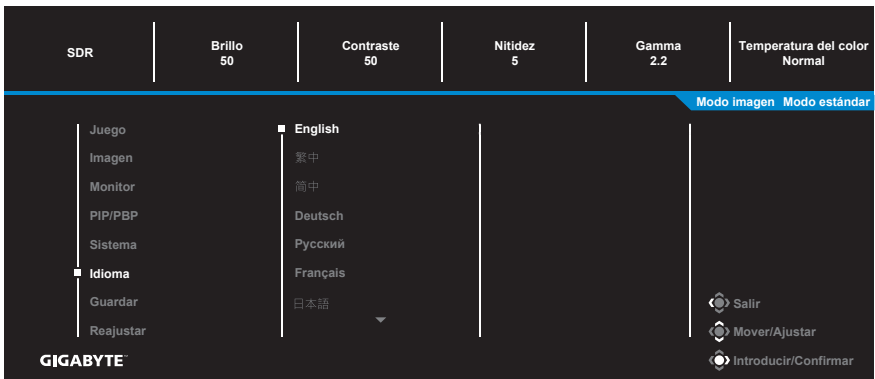 SDR
Brillo
50
Contraste
50
Nitidez
5
Gamma
2.2
Temperatura del color
Normal
Modo imagen Modo estándar
Juego
Imagen
Monitor
PIP/PBP
Sistema
Idioma
Guardar
Reajustar
English
繁中
简中
Deutsch
Русский
Français
日本語
Salir
Mover/Ajustar
Introducir/Confirmar
GIGABYTE™